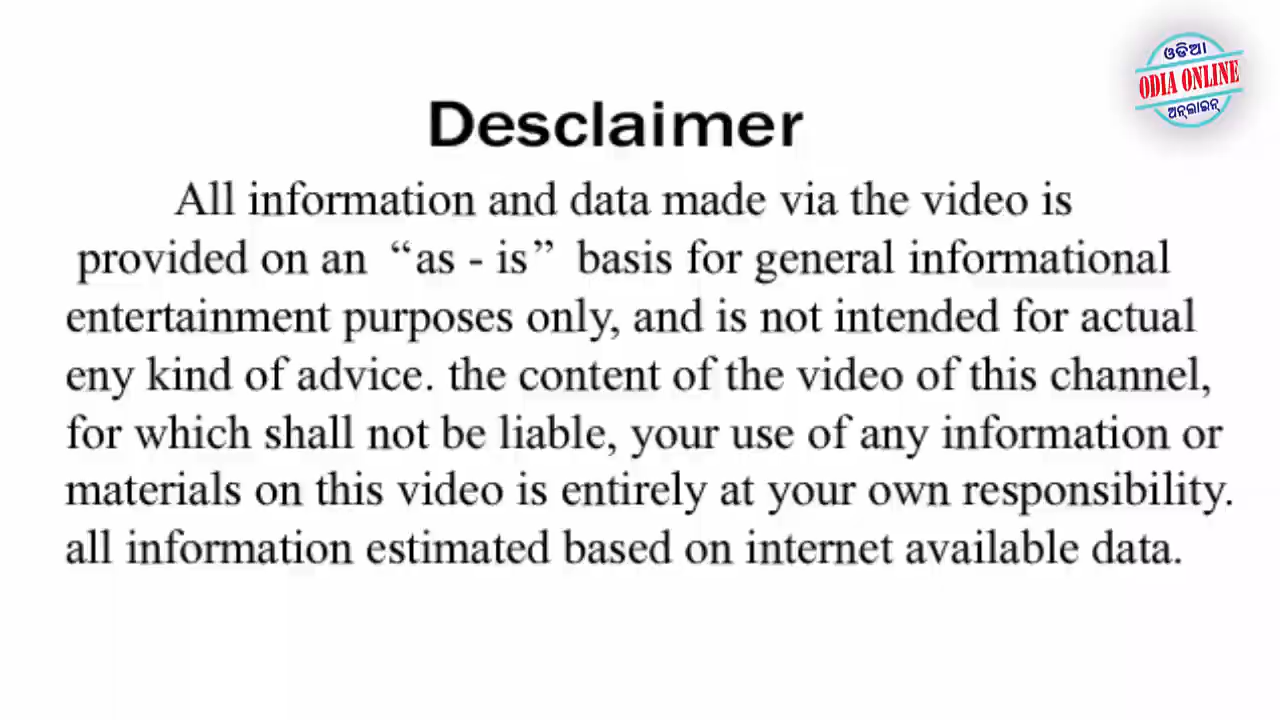 ଓଡିଆ
ODIA ONLINE
ଅନ୍‌ଲାଇନ୍
Desclaimer
All information and data made via the video is
provided on an “as - is” basis for general informational
entertainment purposes only, and is not intended for actual
eny kind of advice. the content of the video of this channel,
for which shall not be liable, your use of any information or
materials on this video is entirely at your own responsibility.
all information estimated based on internet available data.